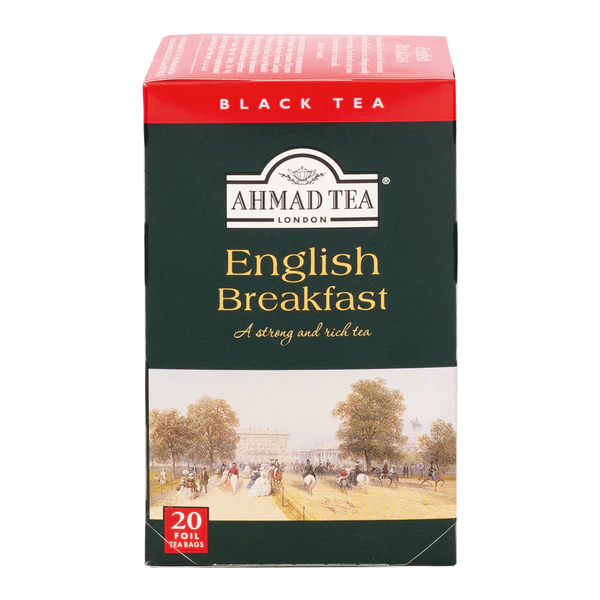 BLACK TEA
AHMAD TEA®
LONDON
English
Breakfast
A strong and rich tea
20
FOIL
TEA BAGS